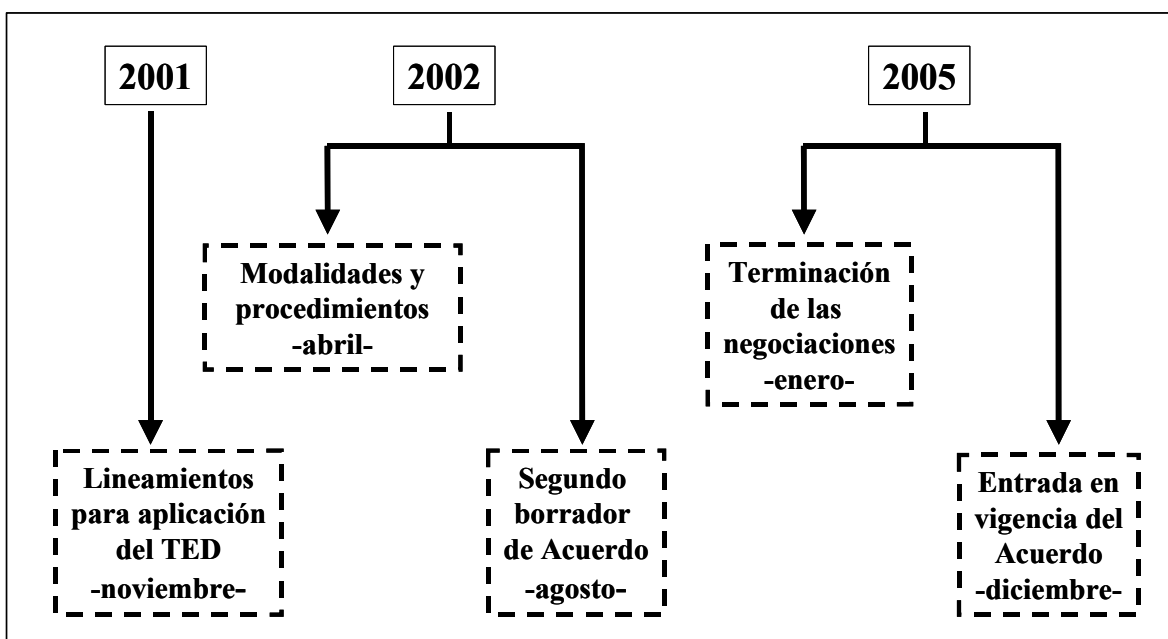 2001
2002
2005
Modalidades y
procedimientos
-abril-
Terminación
de las
negociaciones
-enero-
Lineamientos
para aplicación
del TED
-noviembre-
Segundo
borrador
de Acuerdo
-agosto-
Entrada en
vigencia del
Acuerdo
-diciembre-